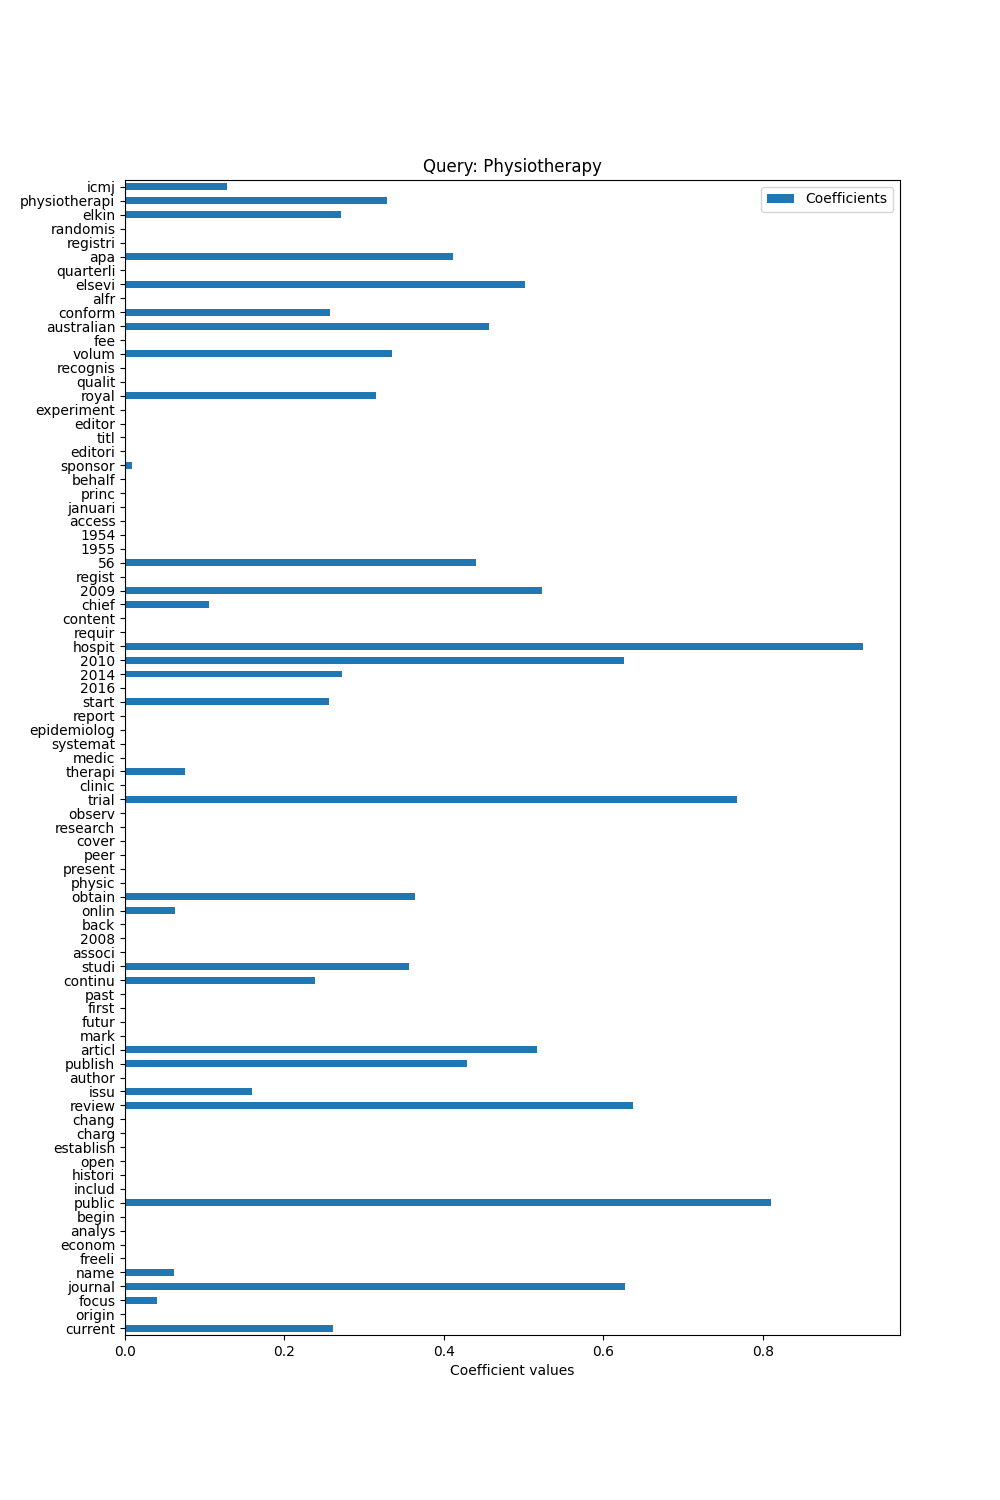 Query: Physiotherapy
Coefficients
icmj
physiotherapi
elkin
randomis
registri
apa
quarterli
elsevi
alfr
conform
australian
fee
volum
recognis
qualit
royal
experiment
editor
titl
editori
sponsor
behalf
princ
januari
access
1954
1955
56
regist
2009
chief
content
requir
hospit
2010
2014
2016
start
report
epidemiolog
systemat
medic
therapi
clinic
trial
observ
research
cover
peer
present
physic
obtain
onlin
back
2008
associ
studi
continu
past
first
futur
mark
articl
publish
author
issu
review
chang
charg
establish
open
histori
includ
public
begin
analys
econom
freeli
name
journal
focus
origin
current
0.0 0.2 0.4 0.6 0.8
Coefficient values